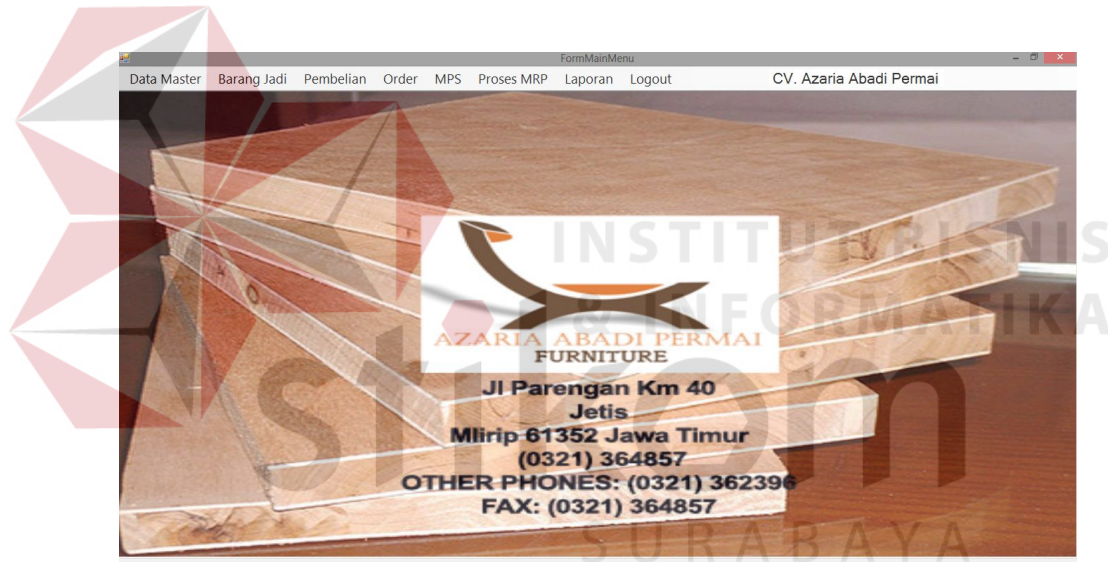 FormMainMenu
Data Master Barang Jadi Pembelian Order MPS Proses MRP Laporan Logout CV. Azaria Abadi Permai
INSTITUT BISNIS
& INFORMATIKA
AZARIA ABADI PERMAI
FURNITURE
stikom
Jl Parengan Km 40
Jetis
Mlirip 61352 Jawa Timur
(0321) 364857
OTHER PHONES: (0321) 362396
FAX: (0321) 364857
SURABAYA